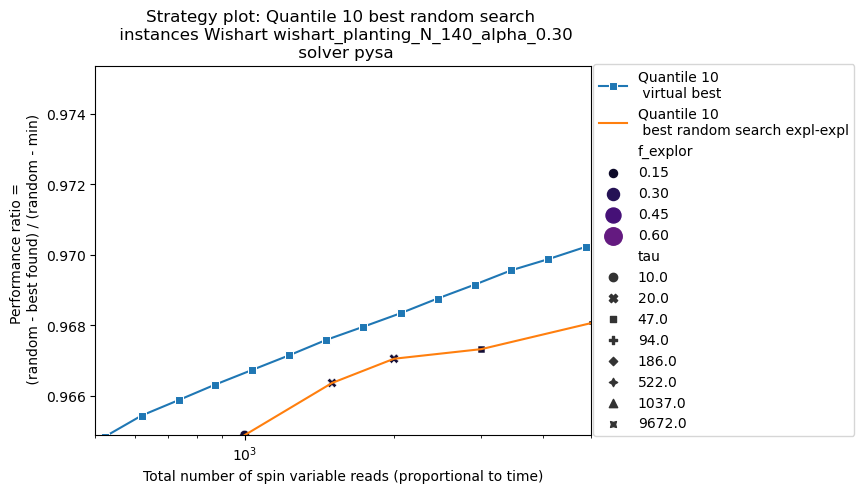 Strategy plot: Quantile 10 best random search
instances Wishart wishart_planting_N_140_alpha_0.30
solver pysa
0.974
0.972
0.970
0.968
0.966
Performance ratio =
(random - best found) / (random - min)
10^3
Total number of spin variable reads (proportional to time)
Quantile 10
virtual best
Quantile 10
best random search expl-expl
f_explor
0.15
0.30
0.45
0.60
tau
10.0
20.0
47.0
94.0
186.0
522.0
1037.0
9672.0